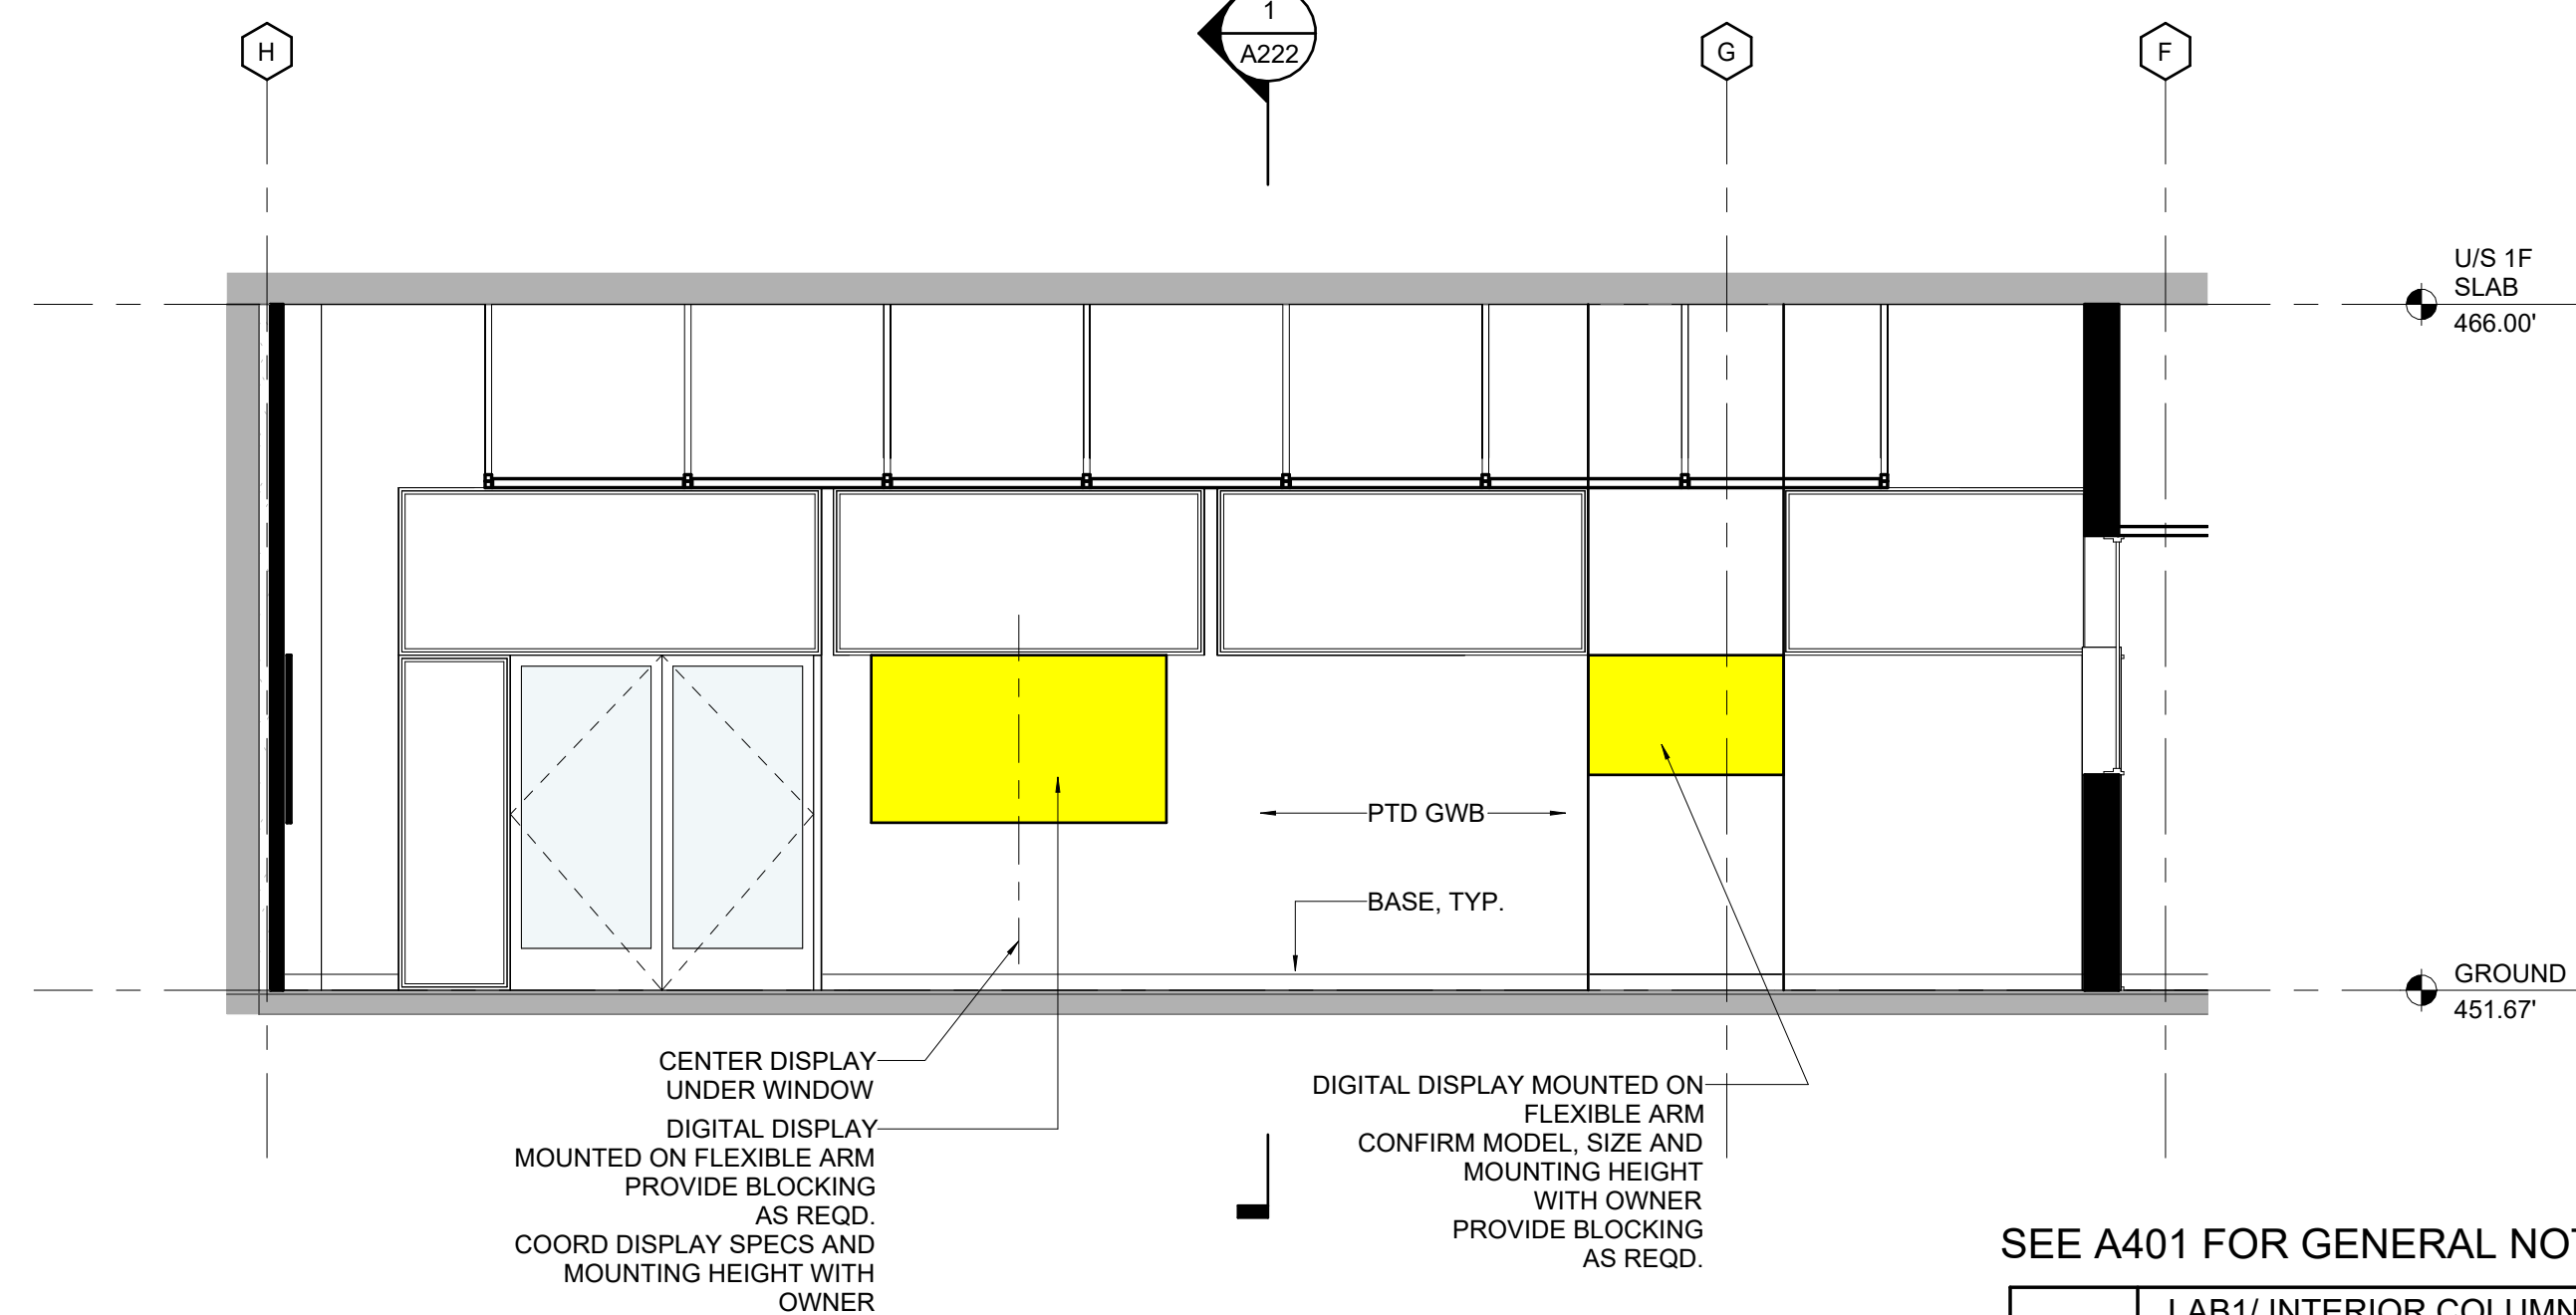 1
A222
H
G
F
U/S 1F
SLAB
466.00'
PTD GWB
BASE, TYP.
GROUND
451.67'
CENTER DISPLAY
UNDER WINDOW
DIGITAL DISPLAY
MOUNTED ON FLEXIBLE ARM
PROVIDE BLOCKING
AS REQD.
COORD DISPLAY SPECS AND
MOUNTING HEIGHT WITH
OWNER
DIGITAL DISPLAY MOUNTED ON
FLEXIBLE ARM
CONFIRM MODEL, SIZE AND
MOUNTING HEIGHT
WITH OWNER
PROVIDE BLOCKING
AS REQD.
SEE A401 FOR GENERAL
LAB1/ INTERIOR COLUMN